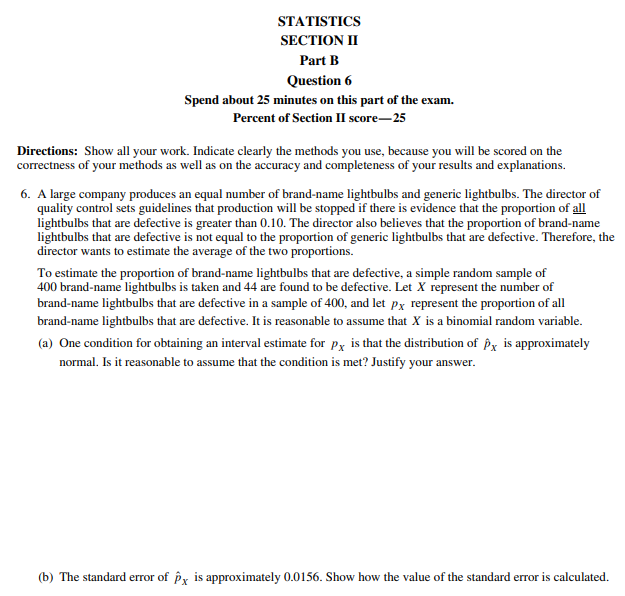 STATISTICS
SECTION II
Part B
Question 6
Spend about 25 minutes on this part of the exam.
Percent of Section II score—25
Directions: Show all your work. Indicate clearly the methods you use, because you will be scored on the
correctness of your methods as well as on the accuracy and completeness of your results and explanations.
6. A large company produces an equal number of brand-name lightbulbs and generic lightbulbs. The director of
quality control sets guidelines that production will be stopped if there is evidence that the proportion of all
lightbulbs that are defective is greater than 0.10. The director also believes that the proportion of brand-name
lightbulbs that are defective is not equal to the proportion of generic lightbulbs that are defective. Therefore, the
director wants to estimate the average of the two proportions.
To estimate the proportion of brand-name lightbulbs that are defective, a simple random sample of
400 brand-name lightbulbs is taken and 44 are found to be defective. Let X represent the number of
brand-name lightbulbs that are defective in a sample of 400, and let pₓ represent the proportion of all
brand-name lightbulbs that are defective. It is reasonable to assume that X is a binomial random variable.
(a) One condition for obtaining an interval estimate for pₓ is that the distribution of p̂ₓ is approximately
normal. Is it reasonable to assume that the condition is met? Justify your answer.
(b) The standard error of p̂ₓ is approximately 0.0156. Show how the value of the standard error is calculated.